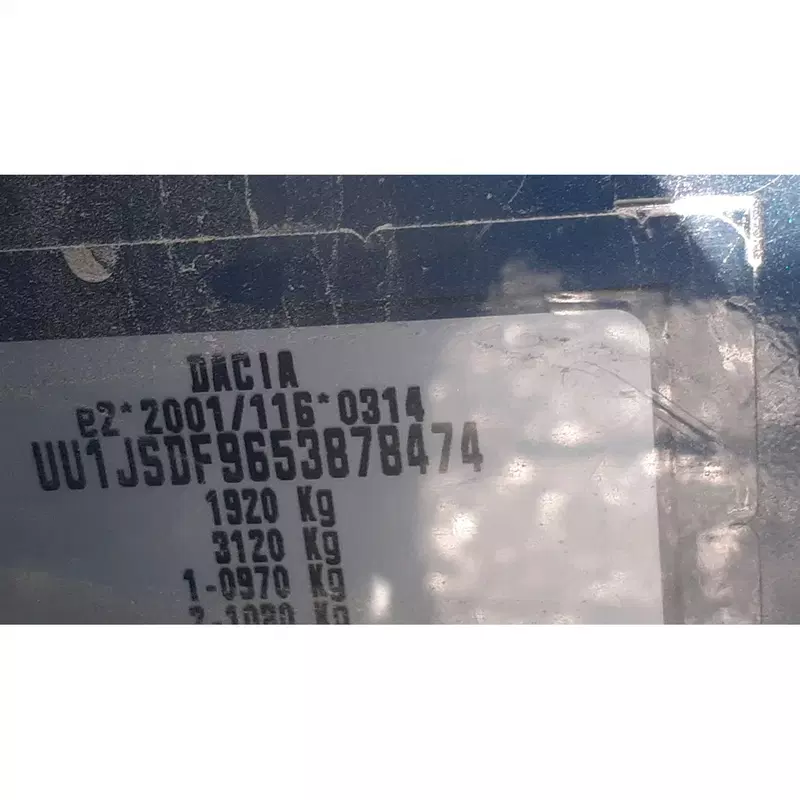 DACIA
e2*2001/116*0314
UU1JSDF9653878474
1920 Kg
3120 Kg
1-0970 Kg